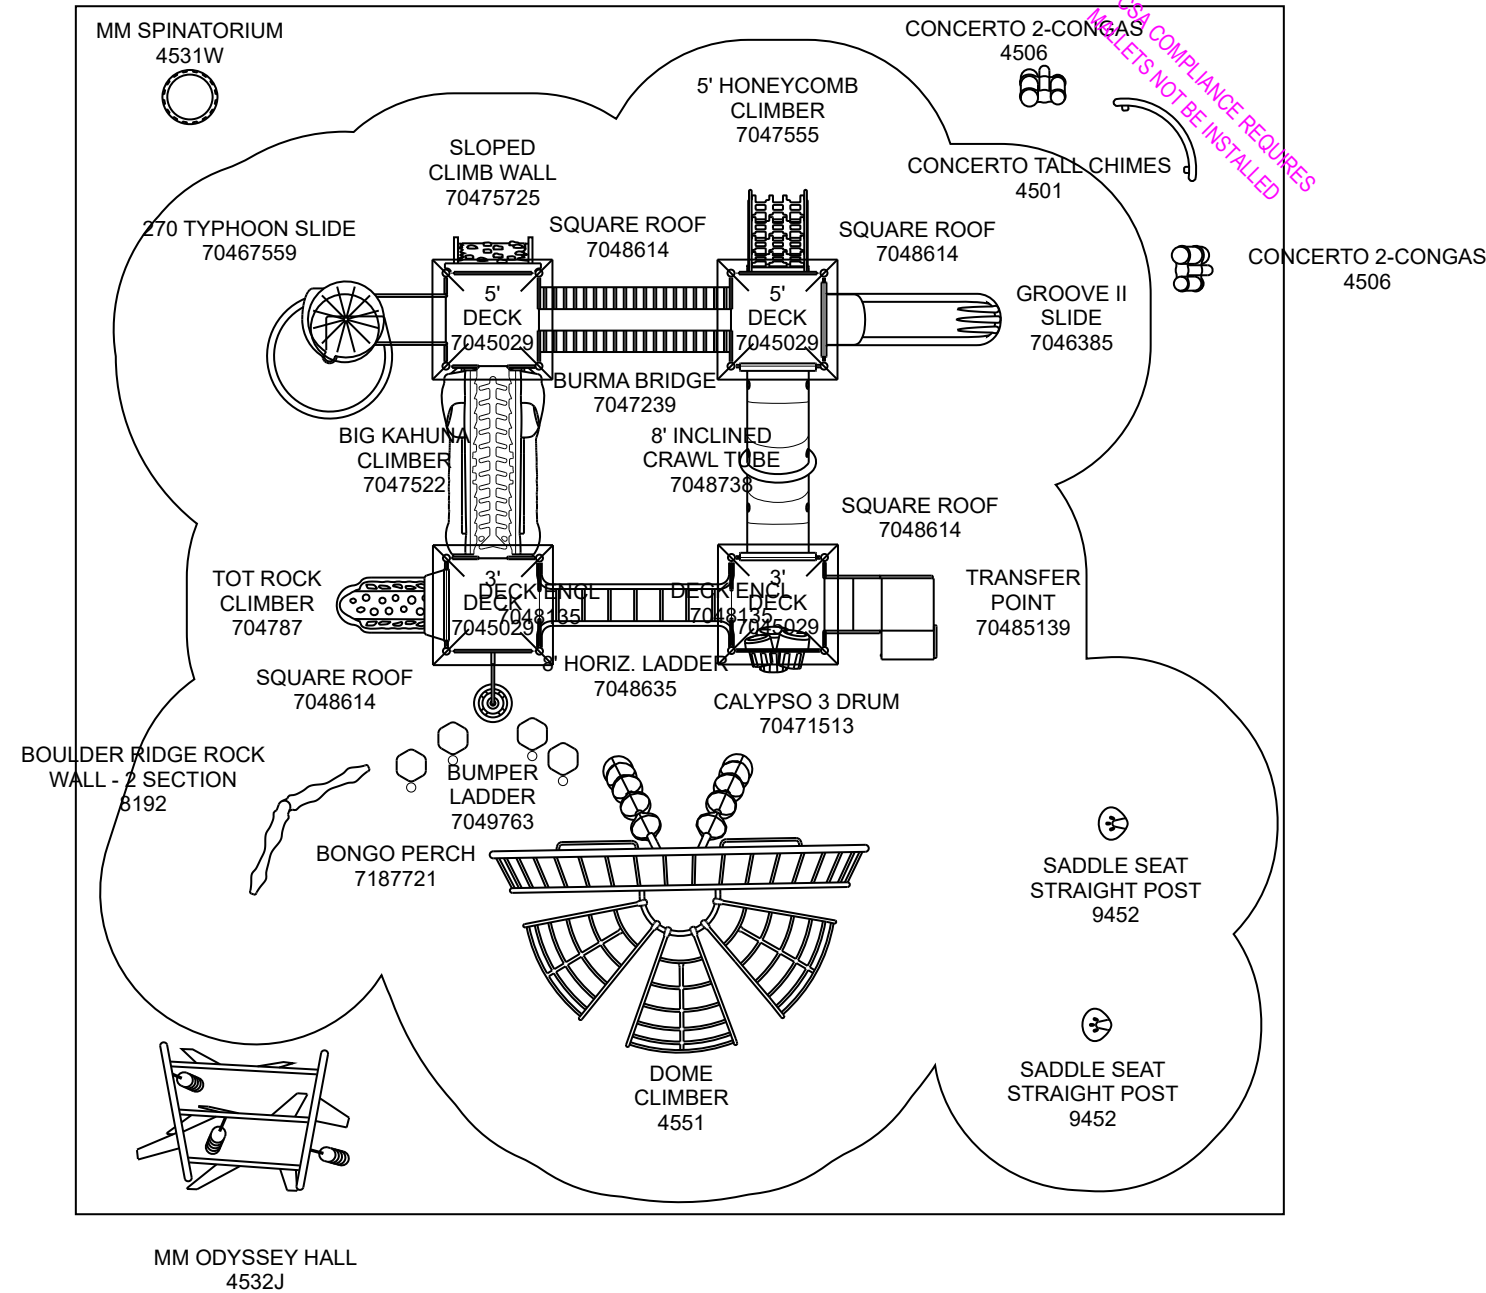 MM SPINATORIUM
4531W
CONCERTO 2-CONGAS
4506
CSA COMPLIANCE REQUIRES
MALLETS NOT BE INSTALLED
5' HONEYCOMB
CLIMBER
7047555
SLOPED
CLIMB WALL
70475725
CONCERTO TALL CHIMES
4501
270 TYPHOON SLIDE
70467559
SQUARE ROOF
7048614
SQUARE ROOF
7048614
CONCERTO 2-CONGAS
4506
5'
DECK
7045029
5'
DECK
7045029
GROOVE II
SLIDE
7046385
BURMA BRIDGE
7047239
BIG KAHUNA
CLIMBER
7047522
8' INCLINED
CRAWL TUBE
7048738
SQUARE ROOF
7048614
TOT ROCK
CLIMBER
704787
3'
DECK
7045029
DECK ENCL
7048135
DECK ENCL
7048135
3'
DECK
7045029
TRANSFER
POINT
70485139
SQUARE ROOF
7048614
8' HORIZ. LADDER
7048635
CALYPSO 3 DRUM
70471513
BOULDER RIDGE ROCK
WALL - 2 SECTION
8192
BUMPER
LADDER
7049763
BONGO PERCH
7187721
SADDLE SEAT
STRAIGHT POST
9452
DOME
CLIMBER
4551
SADDLE SEAT
STRAIGHT POST
9452
MM ODYSSEY HALL
4532J